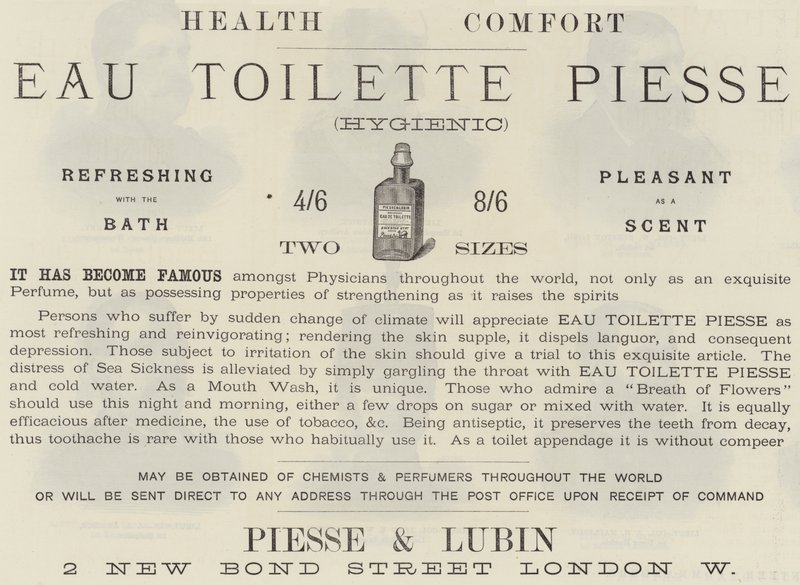 HEALTH COMFORT
EAU TOILETTE PIESSE
(HYGIENIC)
REFRESHING
WITH THE
BATH
4/6
8/6
TWO SIZES
PIESSE & LUBIN
EAU DE TOILETTE
PLEASANT
AS A
SCENT
IT HAS BECOME FAMOUS amongst Physicians throughout the world, not only as an exquisite
Perfume, but as possessing properties of strengthening as it raises the spirits
Persons who suffer by sudden change of climate will appreciate EAU TOILETTE PIESSE as
most refreshing and reinvigorating; rendering the skin supple, it dispels languor, and consequent
depression. Those subject to irritation of the skin should give a trial to this exquisite article. The
distress of Sea Sickness is alleviated by simply gargling the throat with EAU TOILETTE PIESSE
and cold water. As a Mouth Wash, it is unique. Those who admire a "Breath of Flowers"
should use this night and morning, either a few drops on sugar or mixed with water. It is equally
efficacious after medicine, the use of tobacco, &c. Being antiseptic, it preserves the teeth from decay,
thus toothache is rare with those who habitually use it. As a toilet appendage it is without compeer
MAY BE OBTAINED OF CHEMISTS & PERFUMERS THROUGHOUT THE WORLD
OR WILL BE SENT DIRECT TO ANY ADDRESS THROUGH THE POST OFFICE UPON RECEIPT OF COMMAND
PIESSE & LUBIN
2 NEW BOND STREET LONDON W.